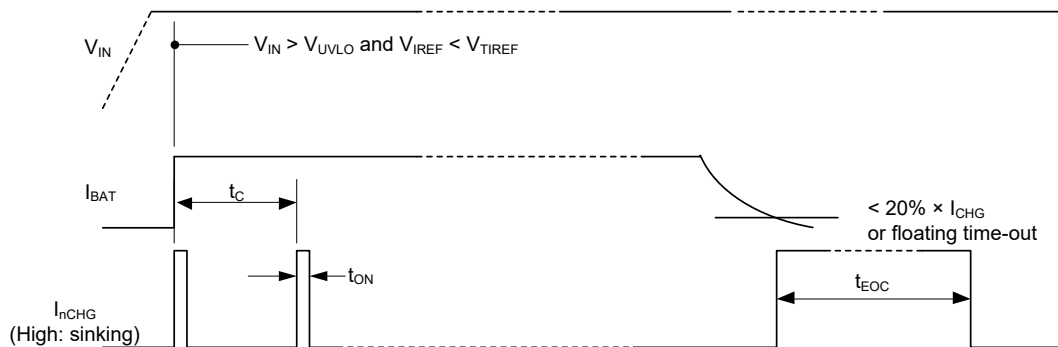 V_IN
V_IN > V_UVLO and V_IREF < V_TIREF
I_BAT
t_C
< 20% × I_CHG
or floating time-out
t_ON
t_EOC
I_nCHG
(High: sinking)